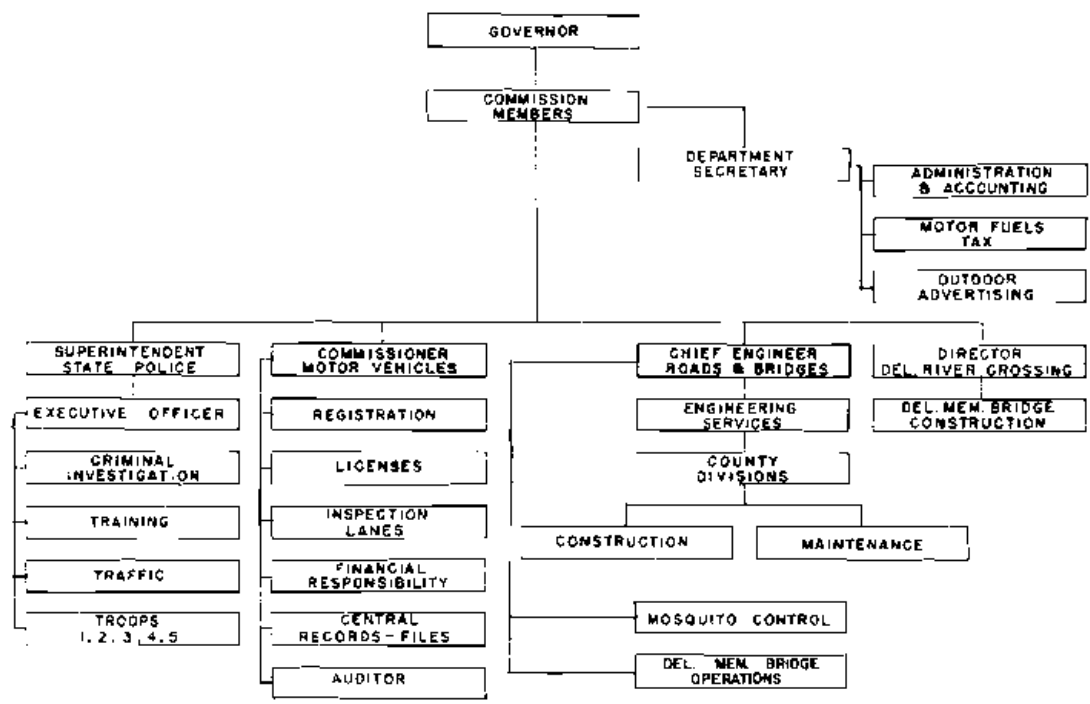 GOVERNOR
COMMISSION
MEMBERS
DEPARTMENT
SECRETARY
ADMINISTRATION
& ACCOUNTING
MOTOR FUELS
TAX
OUTDOOR
ADVERTISING
SUPERINTENDENT
STATE POLICE
EXECUTIVE OFFICER
CRIMINAL
INVESTIGATION
TRAINING
TRAFFIC
TROOPS
1, 2, 3, 4, 5
COMMISSIONER
MOTOR VEHICLES
REGISTRATION
LICENSES
INSPECTION
LANES
FINANCIAL
RESPONSIBILITY
CENTRAL
RECORDS-FILES
AUDITOR
CHIEF ENGINEER
ROADS & BRIDGES
ENGINEERING
SERVICES
COUNTY
DIVISIONS
CONSTRUCTION
MAINTENANCE
MOSQUITO CONTROL
DEL. MEM. BRIDGE
OPERATIONS
DIRECTOR
DEL. RIVER CROSSING
DEL. MEM. BRIDGE
CONSTRUCTION